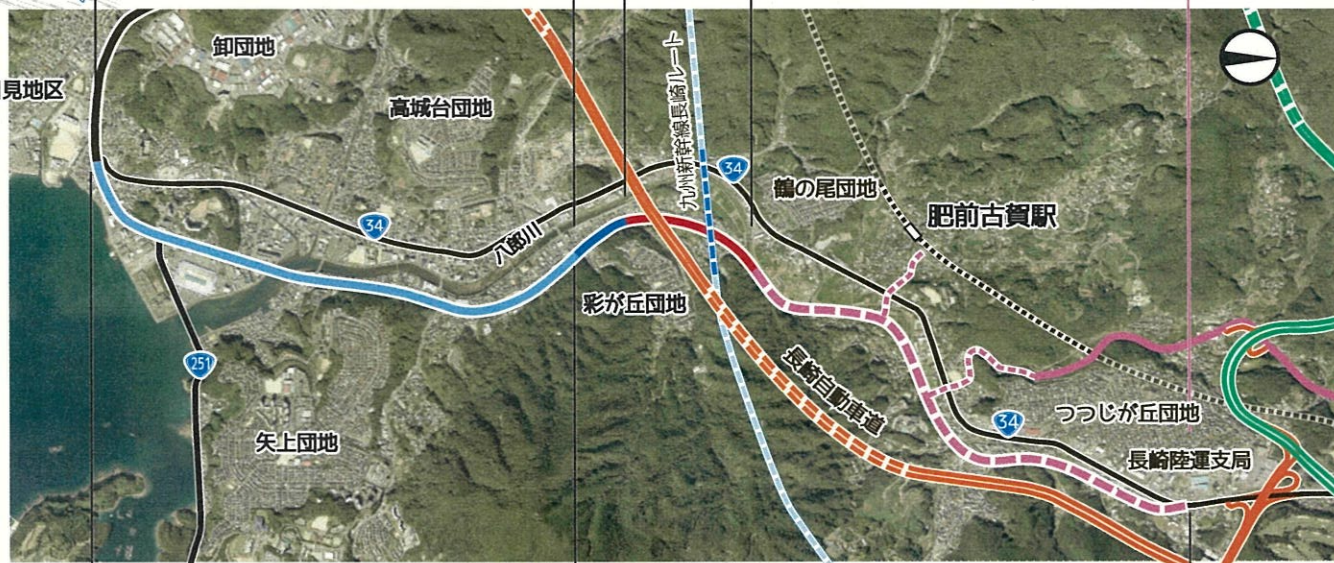 卸団地
見地区
高城台団地
九州新幹線長崎ルート
34
鶴の尾団地
肥前古賀駅
34
八郎川
彩が丘団地
長崎自動車道
251
矢上団地
34
つつじが丘団地
長崎陸運支局